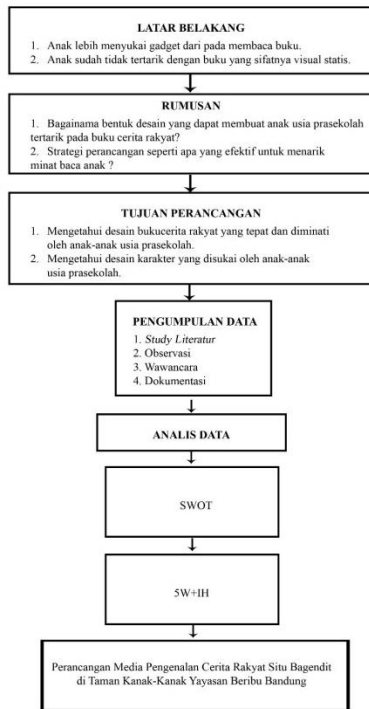 LATAR BELAKANG
1. Anak lebih menyukai gadget dari pada membaca buku.
2. Anak sudah tidak tertarik dengan buku yang sifatnya visual statis.
RUMUSAN
1. Bagainama bentuk desain yang dapat membuat anak usia prasekolah
tertarik pada buku cerita rakyat?
2. Strategi perancangan seperti apa yang efektif untuk menarik
minat baca anak ?
TUJUAN PERANCANGAN
1. Mengetahui desain bukucerita rakyat yang tepat dan diminati
oleh anak-anak usia prasekolah.
2. Mengetahui desain karakter yang disukai oleh anak-anak
usia prasekolah.
PENGUMPULAN DATA
1. Study Literatur
2. Observasi
3. Wawancara
4. Dokumentasi
ANALIS DATA
SWOT
5W+IH
Perancangan Media Pengenalan Cerita Rakyat Situ Bagendit
di Taman Kanak-Kanak Yayasan Beribu Bandung